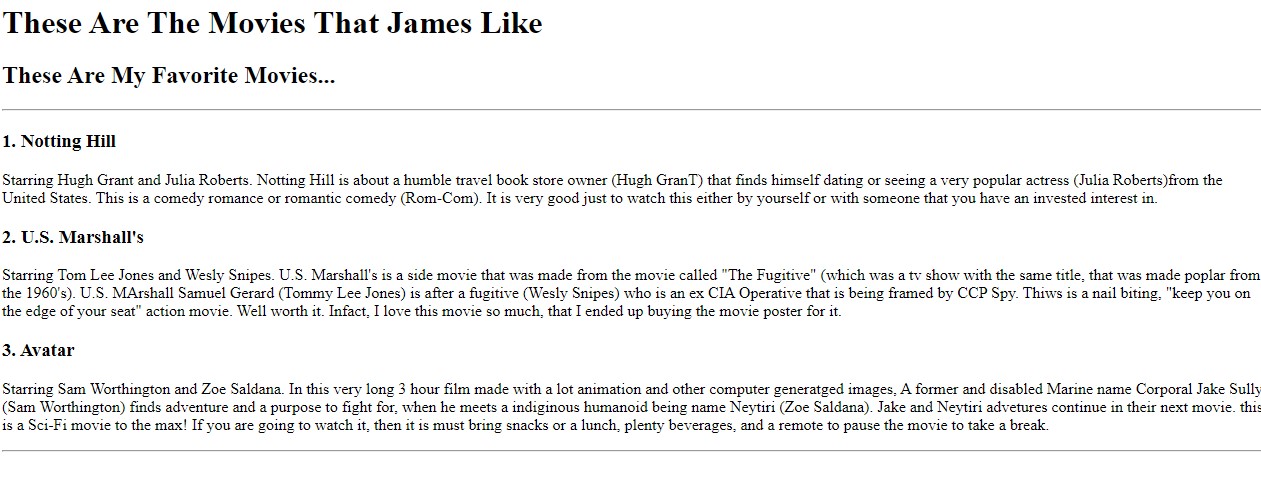 These Are The Movies That James Like
These Are My Favorite Movies...
1. Notting Hill
Starring Hugh Grant and Julia Roberts. Notting Hill is about a humble travel book store owner (Hugh GranT) that finds himself dating or seeing a very popular actress (Julia Roberts)from the
United States. This is a comedy romance or romantic comedy (Rom-Com). It is very good just to watch this either by yourself or with someone that you have an invested interest in.
2. U.S. Marshall's
Starring Tom Lee Jones and Wesly Snipes. U.S. Marshall's is a side movie that was made from the movie called "The Fugitive" (which was a tv show with the same title, that was made poplar from
the 1960's). U.S. MArshall Samuel Gerard (Tommy Lee Jones) is after a fugitive (Wesly Snipes) who is an ex CIA Operative that is being framed by CCP Spy. Thiws is a nail biting, "keep you on
the edge of your seat" action movie. Well worth it. Infact, I love this movie so much, that I ended up buying the movie poster for it.
3. Avatar
Starring Sam Worthington and Zoe Saldana. In this very long 3 hour film made with a lot animation and other computer generatged images, A former and disabled Marine name Corporal Jake Sully
(Sam Worthington) finds adventure and a purpose to fight for, when he meets a indiginous humanoid being name Neytiri (Zoe Saldana). Jake and Neytiri advetures continue in their next movie. this
is a Sci-Fi movie to the max! If you are going to watch it, then it is must bring snacks or a lunch, plenty beverages, and a remote to pause the movie to take a break.